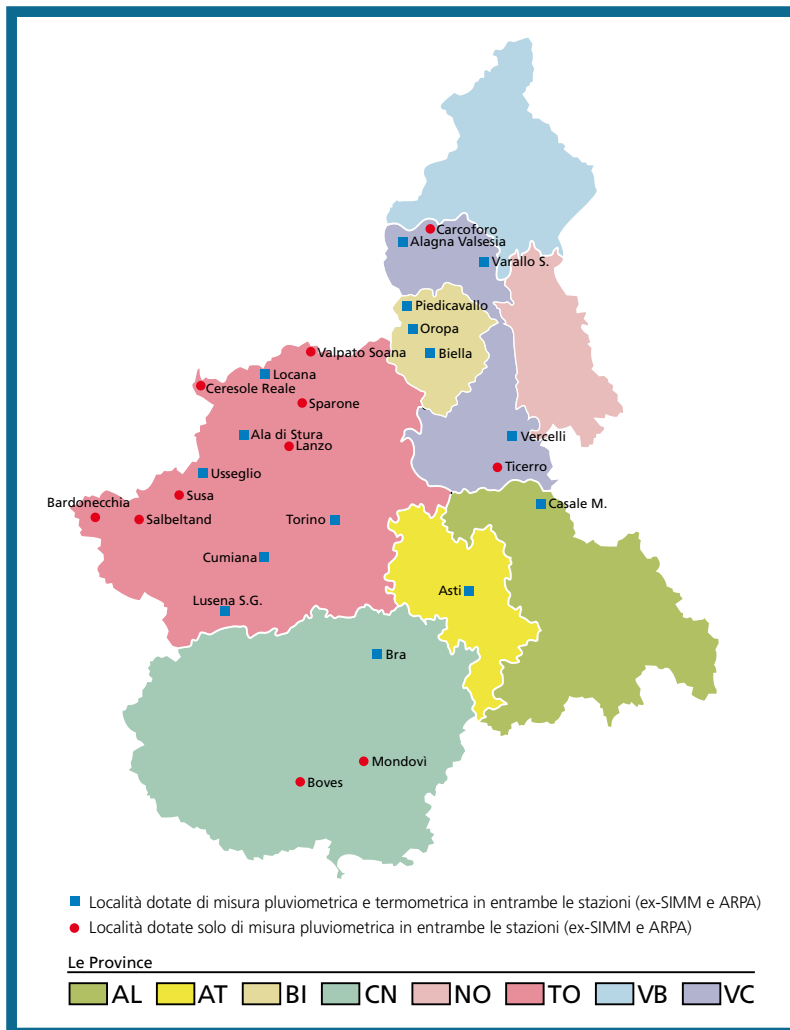 Carcoforo
Alagna Valsesia
Varallo S.
Piedicavallo
Oropa
Biella
Valpato Soana
Locana
Ceresole Reale
Sparone
Ala di Stura
Lanzo
Vercelli
Ticerro
Usseglio
Susa
Bardonecchia
Salbeltand
Torino
Casale M.
Cumiana
Asti
Lusena S.G.
Bra
Mondovì
Boves
Località dotate di misura pluviometrica e termometrica in entrambe le stazioni (ex-SIMM e ARPA)
Località dotate solo di misura pluviometrica in entrambe le stazioni (ex-SIMM e ARPA)
Le Province
AL AT BI CN NO TO VB VC